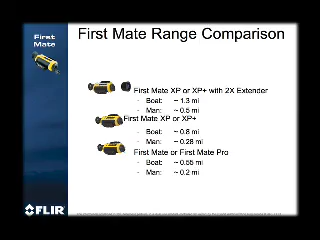 First
Mate
First Mate Range Comparison
First Mate XP or XP+ with 2X Extender
- Boat: ~ 1.3 mi
- Man: ~ 0.5 mi
First Mate XP or XP+
- Boat: ~ 0.8 mi
- Man: ~ 0.28 mi
First Mate or First Mate Pro
- Boat: ~ 0.55 mi
- Man: ~ 0.2 mi
FLIR